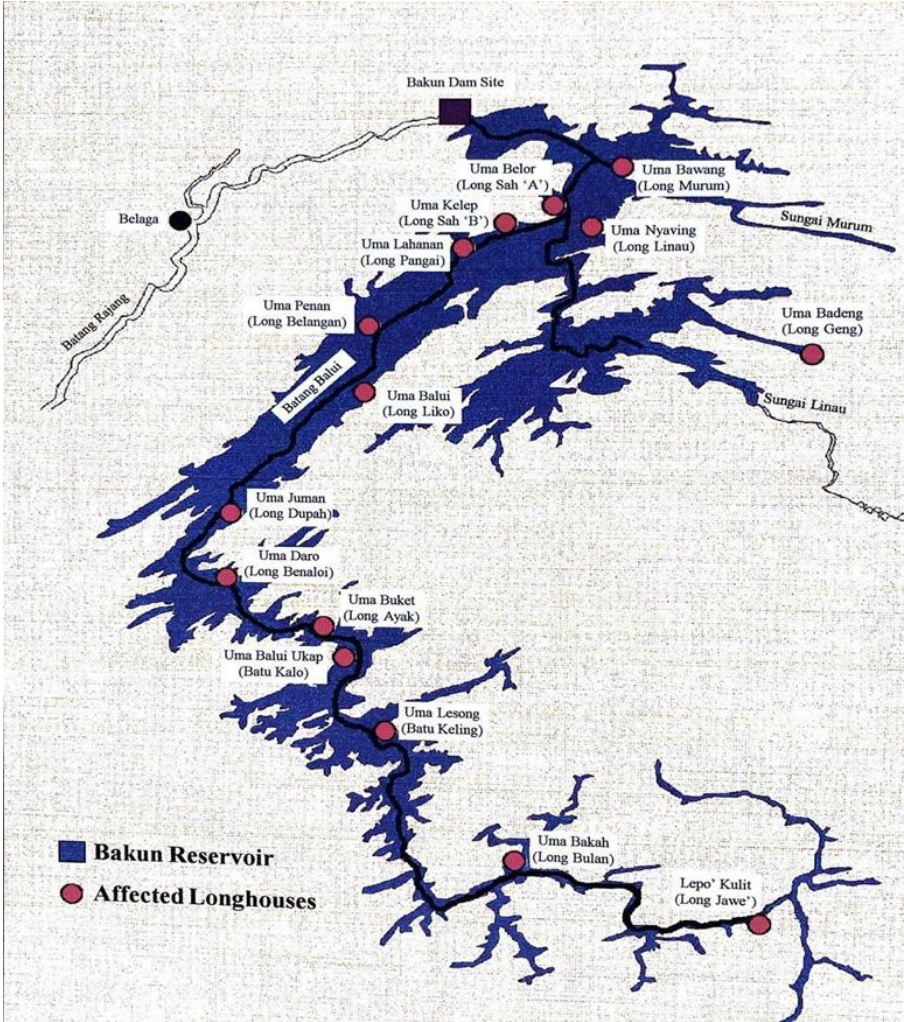 Bakun Dam Site
Uma Belor
(Long Sah ‘A’)
Uma Bawang
(Long Murum)
Uma Kelep
(Long Sah ‘B’)
Belaga
Sungai Murum
Uma Nyaving
(Long Linau)
Uma Lahanan
(Long Pangai)
Uma Penan
(Long Belangan)
Uma Badeng
(Long Geng)
Batang Rajang
Batang Balui
Uma Balui
(Long Liko)
Sungai Linau
Uma Juman
(Long Dupah)
Uma Daro
(Long Benaloi)
Uma Buket
(Long Ayak)
Uma Balui Ukap
(Batu Kalo)
Uma Lesong
(Batu Keling)
Bakun Reservoir
Uma Bakah
(Long Bulan)
Affected Longhouses
Lepo’ Kulit
(Long Jawe’)